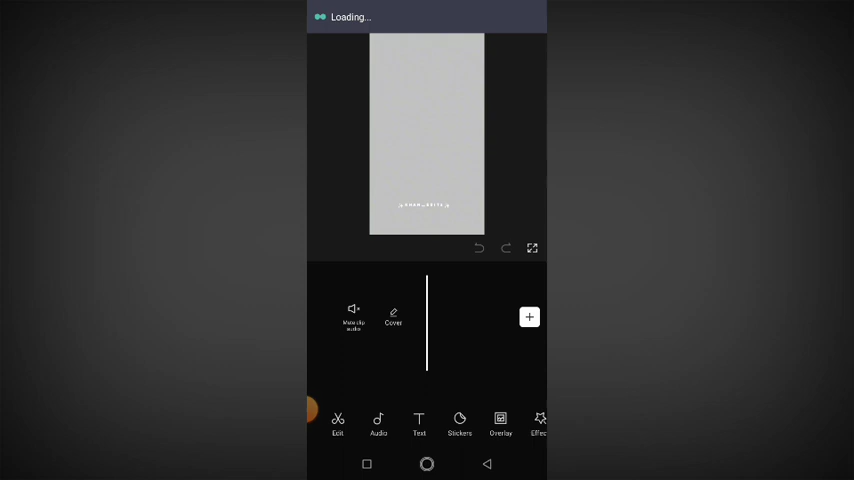 Loading...
Mute clip
audio
Cover
Edit
Audio
Text
Stickers
Overlay
Effec